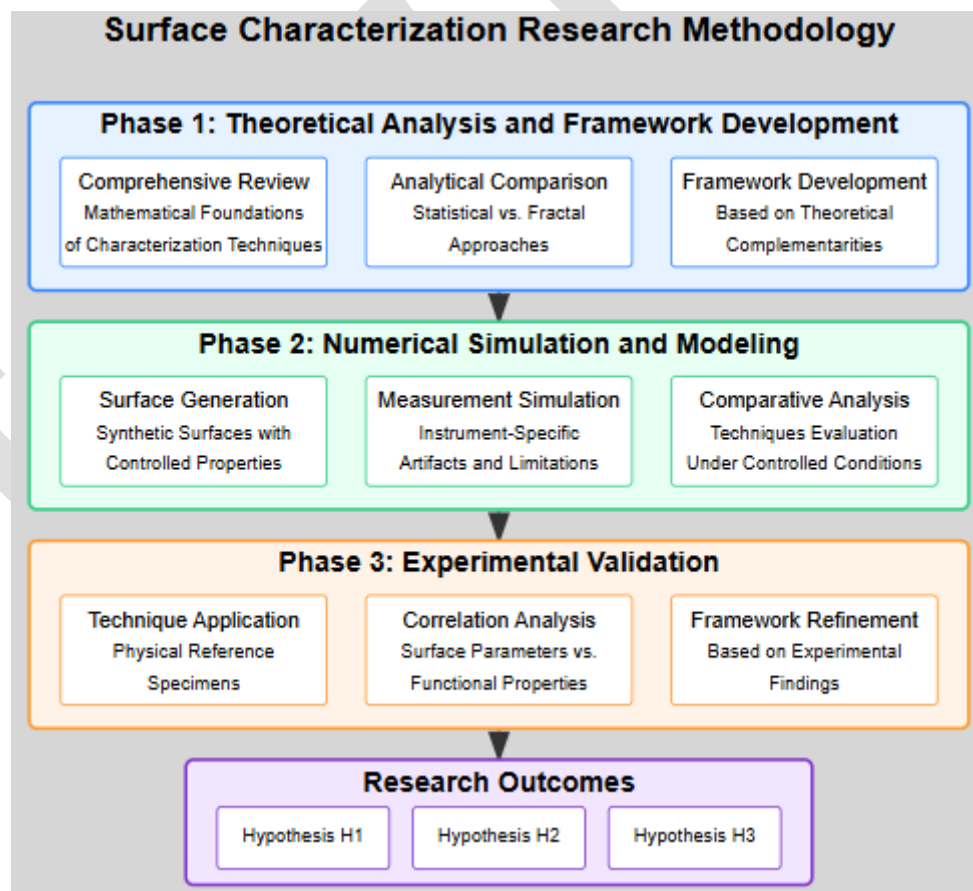 Surface Characterization Research Methodology
Phase 1: Theoretical Analysis and Framework Development
Comprehensive Review
Mathematical Foundations
of Characterization Techniques
Analytical Comparison
Statistical vs. Fractal
Approaches
Framework Development
Based on Theoretical
Complementarities
Phase 2: Numerical Simulation and Modeling
Surface Generation
Synthetic Surfaces with
Controlled Properties
Measurement Simulation
Instrument-Specific
Artifacts and Limitations
Comparative Analysis
Techniques Evaluation
Under Controlled Conditions
Phase 3: Experimental Validation
Technique Application
Physical Reference
Specimens
Correlation Analysis
Surface Parameters vs.
Functional Properties
Framework Refinement
Based on Experimental
Findings
Research Outcomes
Hypothesis H1
Hypothesis H2
Hypothesis H3